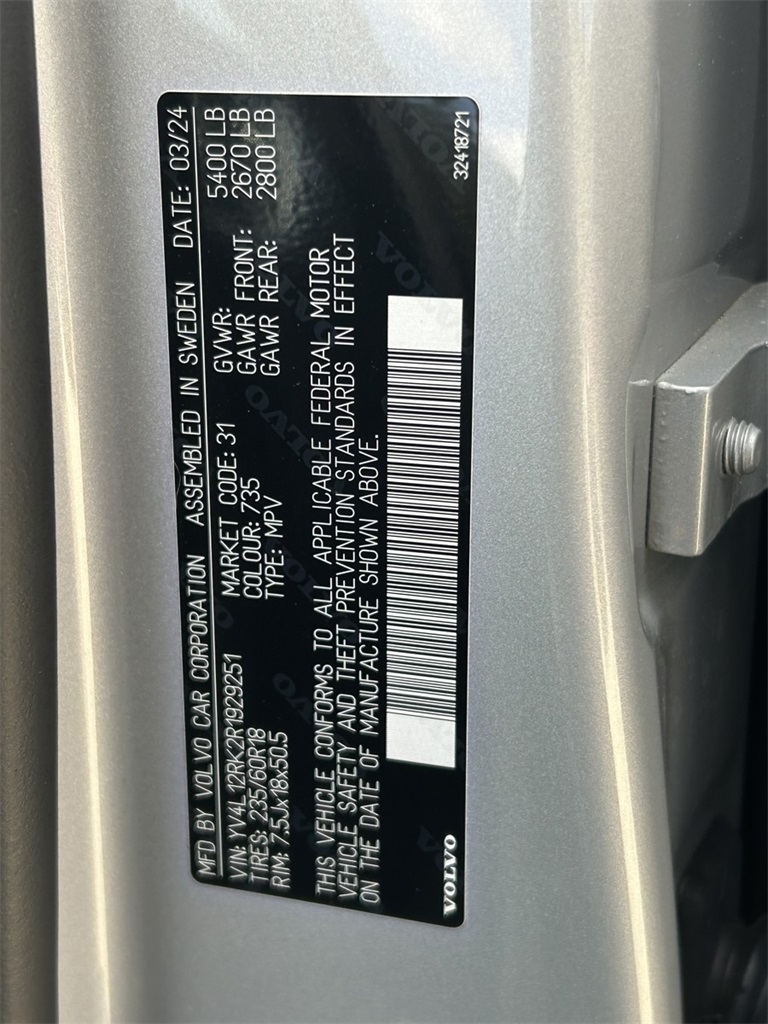 MFD BY VOLVO CAR CORPORATION ASSEMBLED IN SWEDEN DATE: 03/24
VIN: YV4L12RK2R1929251 MARKET CODE: 31 GVWR: 5400 LB
TIRES: 235/60R18 COLOUR: 735 GAWR FRONT: 2670 LB
RIM: 7.5Jx18x50.5 TYPE: MPV GAWR REAR: 2800 LB
THIS VEHICLE CONFORMS TO ALL APPLICABLE FEDERAL MOTOR
VEHICLE SAFETY AND THEFT PREVENTION STANDARDS IN EFFECT
ON THE DATE OF MANUFACTURE SHOWN ABOVE.
VOLVO 32418721